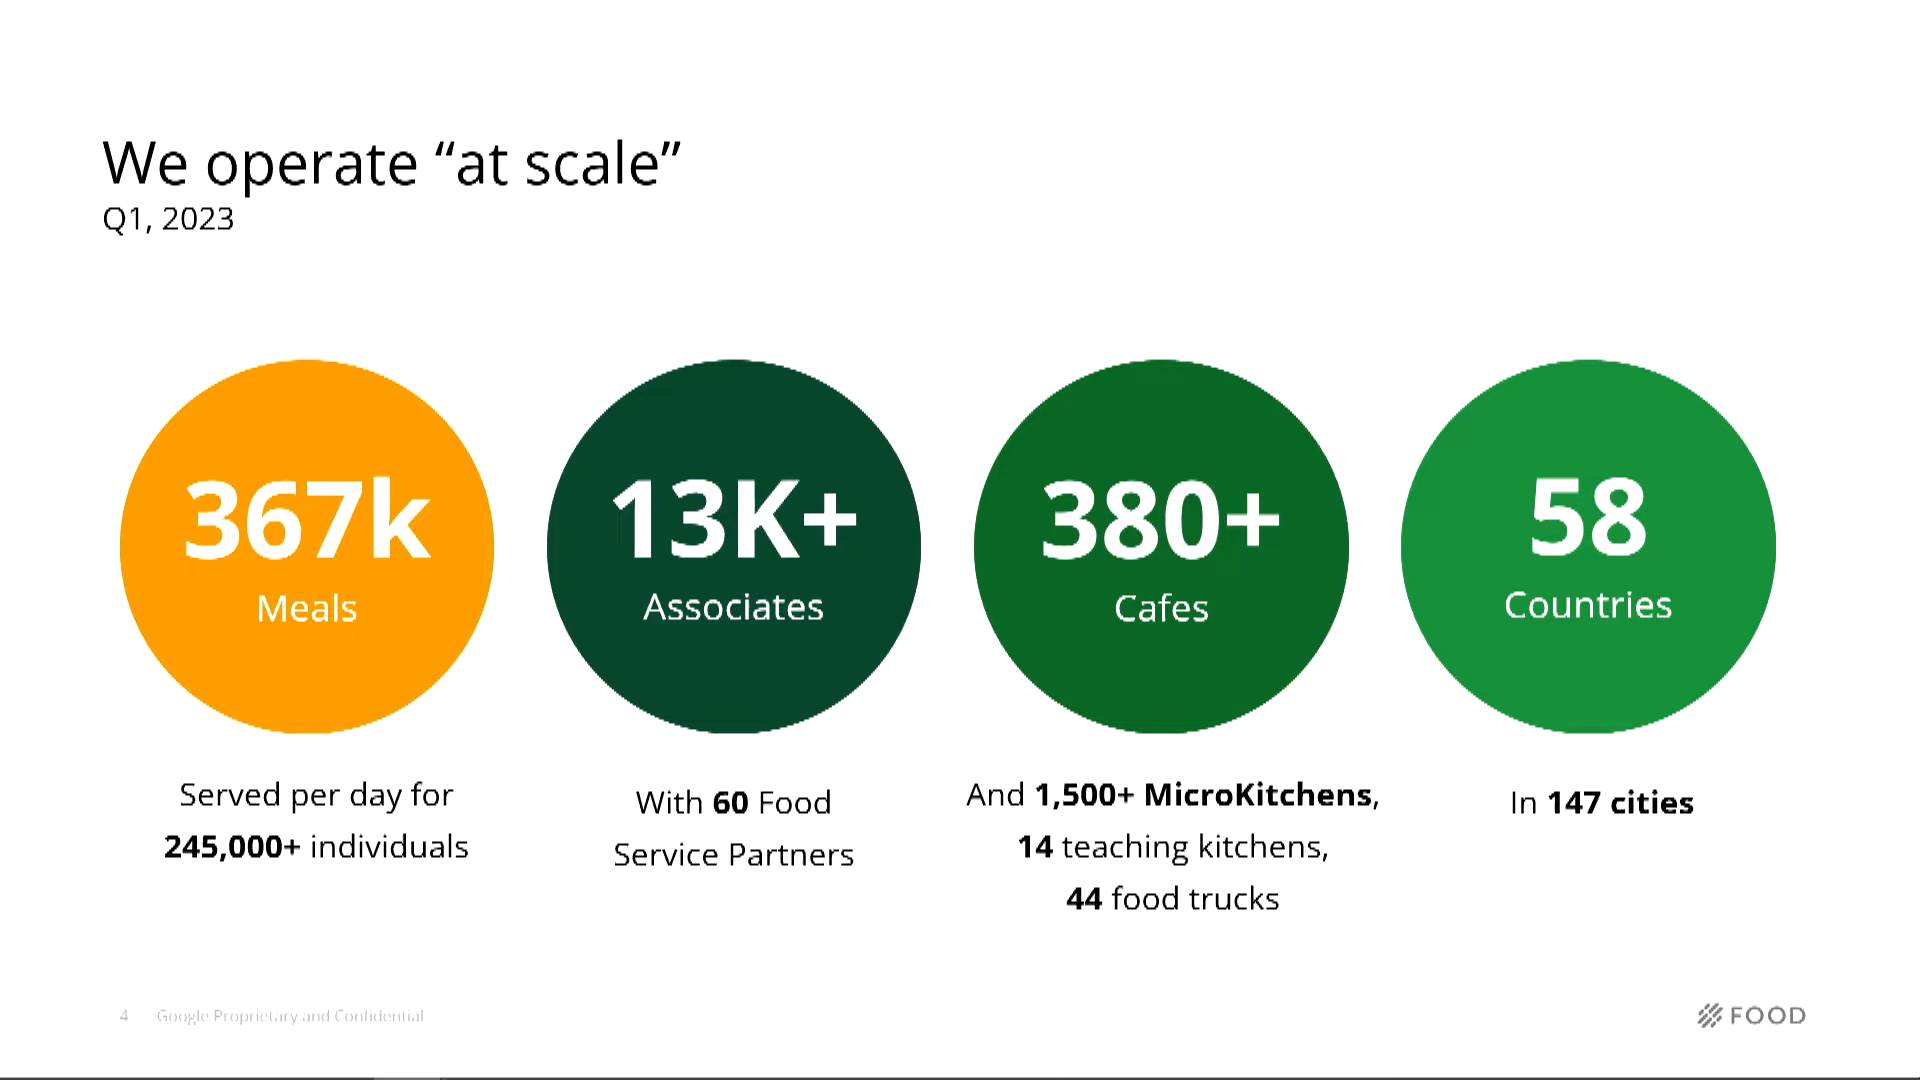 We operate “at scale”
Q1, 2023
367k
Meals
Served per day for
245,000+ individuals
13K+
Associates
With 60 Food
Service Partners
380+
Cafes
And 1,500+ MicroKitchens,
14 teaching kitchens,
44 food trucks
58
Countries
In 147 cities
4 Google Proprietary and Confidential
FOOD